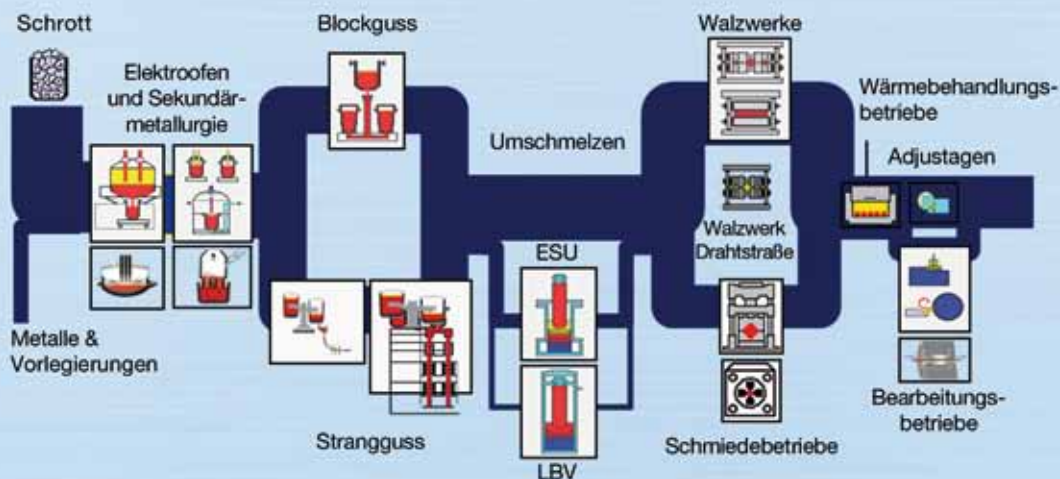 Schrott
Elektroofen
und Sekundär-
metallurgie
Metalle &
Vorlegierungen
Blockguss
Strangguss
Umschmelzen
ESU
LBV
Walzwerke
Walzwerk
Drahtstraße
Schmiedebetriebe
Wärmebehandlungs-
betriebe
Adjustagen
Bearbeitungs-
betriebe